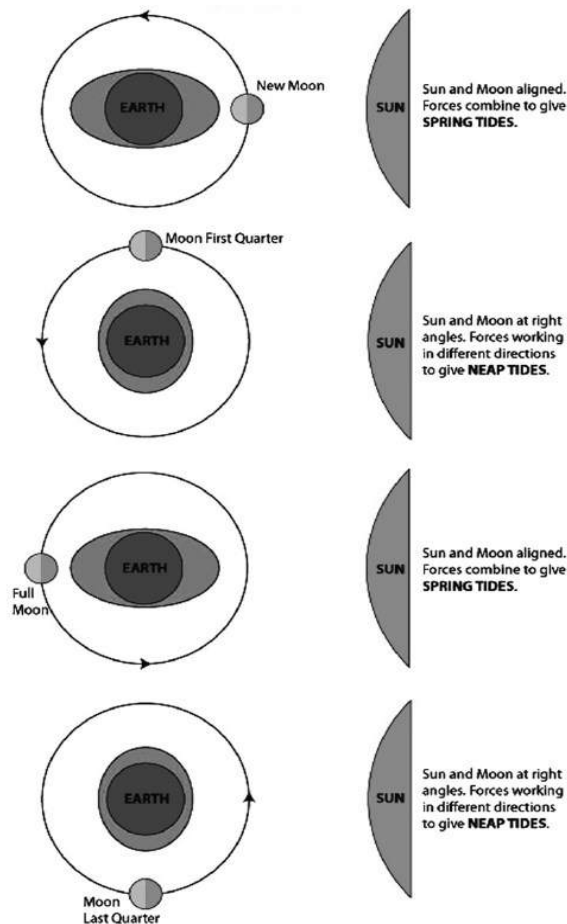 New Moon
EARTH
SUN
Sun and Moon aligned.
Forces combine to give
SPRING TIDES.
Moon First Quarter
EARTH
SUN
Sun and Moon at right
angles. Forces working
in different directions
to give NEAP TIDES.
EARTH
Full
Moon
SUN
Sun and Moon aligned.
Forces combine to give
SPRING TIDES.
EARTH
Moon
Last Quarter
SUN
Sun and Moon at right
angles. Forces working
in different directions
to give NEAP TIDES.